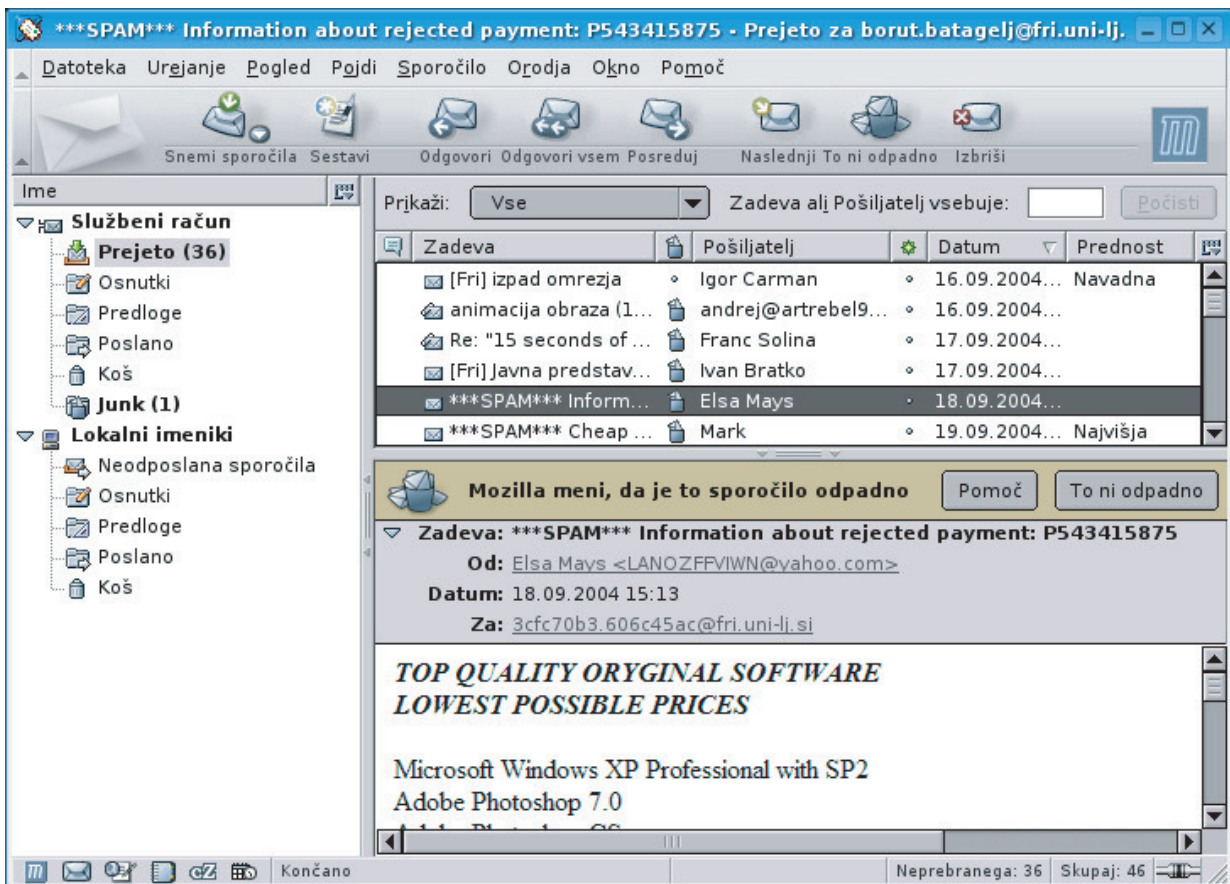 ***SPAM*** Information about rejected payment: P543415875 - Prejeto za borut.batagelj@fri.uni-lj.
Datoteka Urejanje Pogled Pojdi Sporočilo Orodja Okno Pomoč
Snemi sporočila Sestavi Odgovori Odgovori vsem Posreduj Naslednji To ni odpadno Izbriši
Ime
Službeni račun
Prejeto (36)
Osnutki
Predloge
Poslano
Koš
Junk (1)
Lokalni imeniki
Neodposlana sporočila
Osnutki
Predloge
Poslano
Koš
Prikaži: Vse Zadeva ali Pošiljatelj vsebuje: Počisti
Zadeva Pošiljatelj Datum Prednost
[Fri] izpad omrezja Igor Carman 16.09.2004... Navadna
animacija obraza (1... andrej@artrebel9... 16.09.2004...
Re: "15 seconds of ... Franc Solina 17.09.2004...
[Fri] Javna predstav... Ivan Bratko 17.09.2004...
***SPAM*** Inform... Elsa Mays 18.09.2004...
***SPAM*** Cheap ... Mark 19.09.2004... Najvišja
Mozilla meni, da je to sporočilo odpadno Pomoč To ni odpadno
Zadeva: ***SPAM*** Information about rejected payment: P543415875
Od: Elsa Mays <LANOZFFVIWN@yahoo.com>
Datum: 18.09.2004 15:13
Za: 3cfc70b3.606c45ac@fri.uni-lj.si
TOP QUALITY ORYGINAL SOFTWARE
LOWEST POSSIBLE PRICES
Microsoft Windows XP Professional with SP2
Adobe Photoshop 7.0
Končano Neprebranega: 36 Skupaj: 46